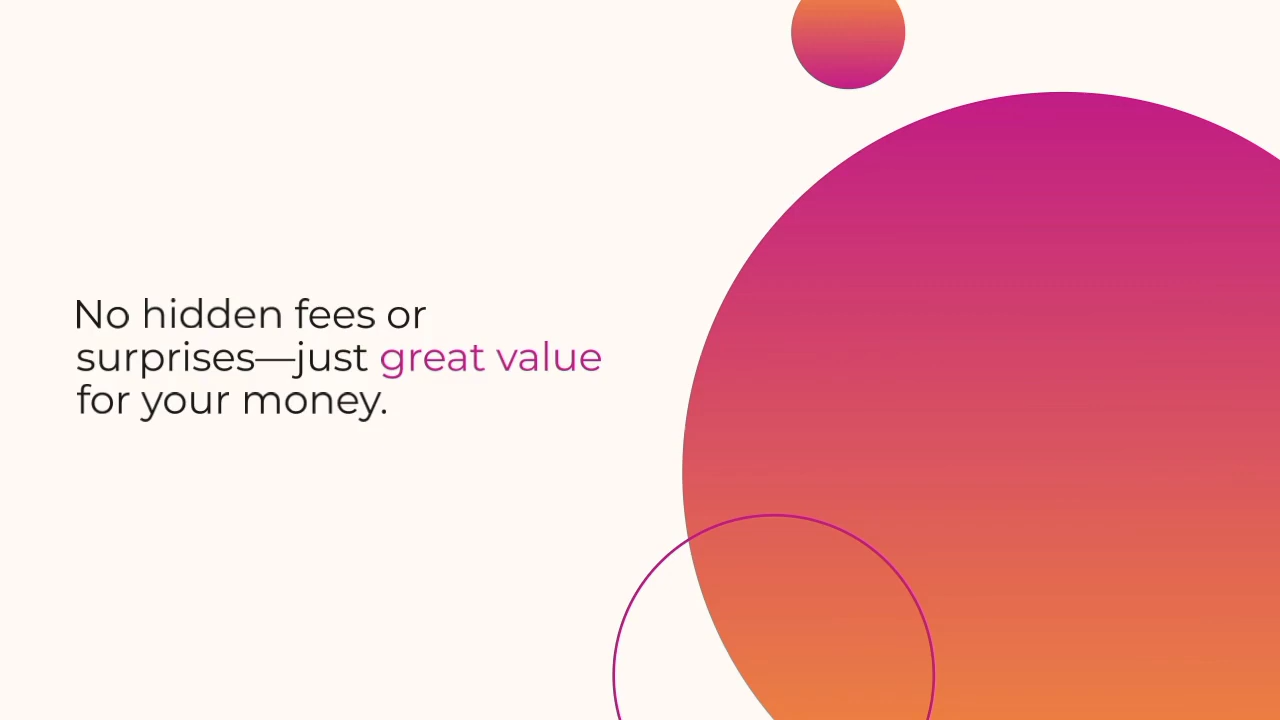 No hidden fees or
surprises—just great value
for your money.